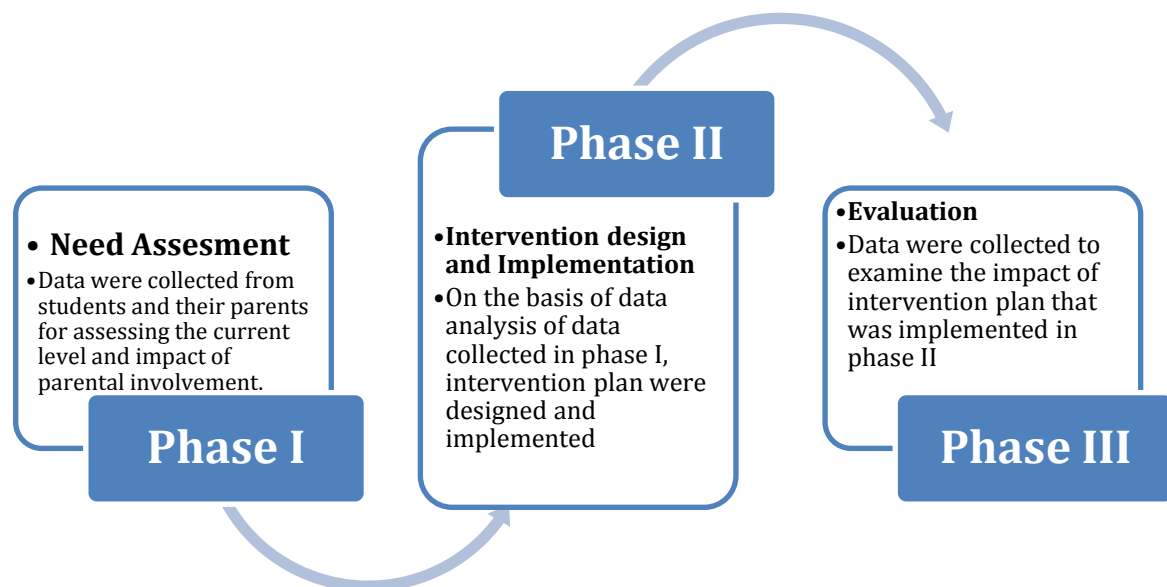 • Need Assesment
•Data were collected from
students and their parents
for assessing the current
level and impact of
parental involvement.
Phase I
Phase II
•Intervention design
and Implementation
•On the basis of data
analysis of data
collected in phase I,
intervention plan were
designed and
implemented
•Evaluation
•Data were collected to
examine the impact of
intervention plan that
was implemented in
phase II
Phase III